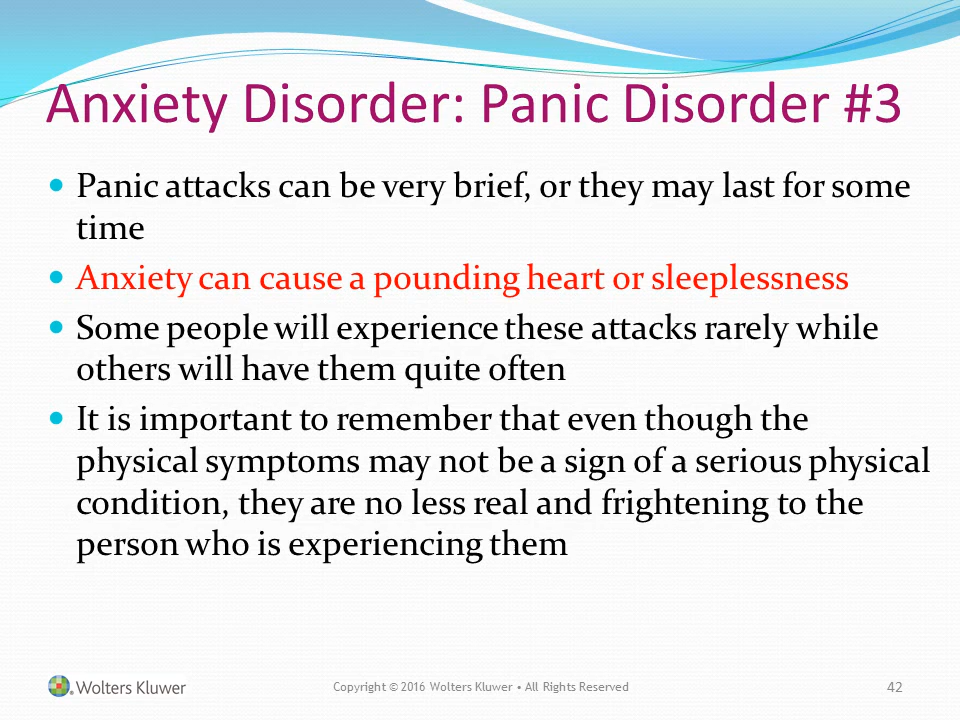 Anxiety Disorder: Panic Disorder #3
• Panic attacks can be very brief, or they may last for some
time
• Anxiety can cause a pounding heart or sleeplessness
• Some people will experience these attacks rarely while
others will have them quite often
• It is important to remember that even though the
physical symptoms may not be a sign of a serious physical
condition, they are no less real and frightening to the
person who is experiencing them
Wolters Kluwer
Copyright © 2016 Wolters Kluwer • All Rights Reserved
42